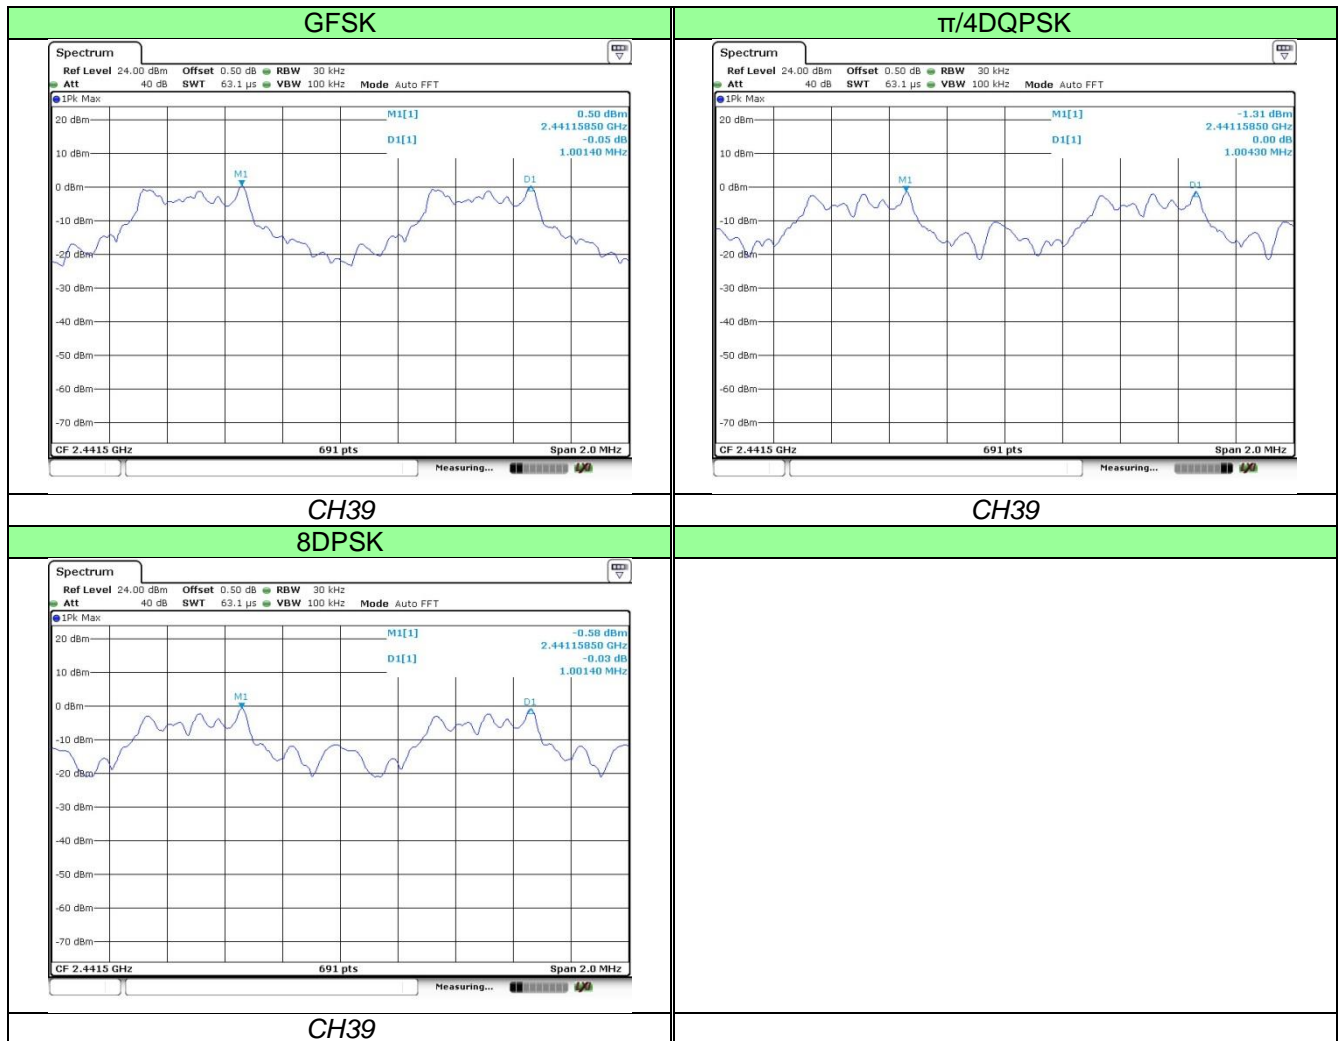 GFSK
Spectrum
Ref Level 24.00 dBm Offset 0.50 dB RBW 30 kHz
Att 40 dB SWT 63.1 µs VBW 100 kHz Mode Auto FFT
1Pk Max
M1[1] 0.50 dBm
2.44115850 GHz
D1[1] -0.05 dB
1.00140 MHz
20 dBm
10 dBm
M1
D1
0 dBm
-10 dBm
-20 dBm
-30 dBm
-40 dBm
-50 dBm
-60 dBm
-70 dBm
CF 2.4415 GHz 691 pts Span 2.0 MHz
Measuring...
CH39
π/4DQPSK
Spectrum
Ref Level 24.00 dBm Offset 0.50 dB RBW 30 kHz
Att 40 dB SWT 63.1 µs VBW 100 kHz Mode Auto FFT
1Pk Max
M1[1] -1.31 dBm
2.44115850 GHz
D1[1] 0.00 dB
1.00430 MHz
20 dBm
10 dBm
M1
D1
0 dBm
-10 dBm
-20 dBm
-30 dBm
-40 dBm
-50 dBm
-60 dBm
-70 dBm
CF 2.4415 GHz 691 pts Span 2.0 MHz
Measuring...
CH39
8DPSK
Spectrum
Ref Level 24.00 dBm Offset 0.50 dB RBW 30 kHz
Att 40 dB SWT 63.1 µs VBW 100 kHz Mode Auto FFT
1Pk Max
M1[1] -0.58 dBm
2.44115850 GHz
D1[1] -0.03 dB
1.00140 MHz
20 dBm
10 dBm
M1
D1
0 dBm
-10 dBm
-20 dBm
-30 dBm
-40 dBm
-50 dBm
-60 dBm
-70 dBm
CF 2.4415 GHz 691 pts Span 2.0 MHz
Measuring...
CH39